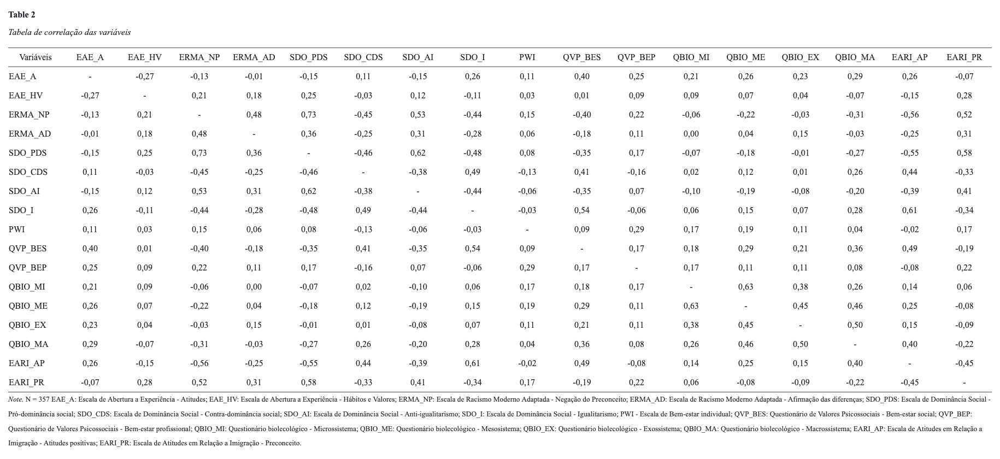 Table 2
Tabela de correlação das variáveis
Variáveis EAE_A EAE_HV ERMA_NP ERMA_AD SDO_PDS SDO_CDS SDO_AI SDO_I PWI QVP_BES QVP_BEP QBIO_MI QBIO_ME QBIO_EX QBIO_MA EARI_AP EARI_PR
EAE_A - -0,27 -0,13 -0,01 -0,15 0,11 -0,15 0,26 0,11 0,40 0,25 0,21 0,26 0,23 0,29 0,26 -0,07
EAE_HV -0,27 - 0,21 0,18 0,25 -0,03 0,12 -0,11 0,03 0,01 0,09 0,09 0,07 0,04 -0,07 -0,15 0,28
ERMA_NP -0,13 0,21 - 0,48 0,73 -0,45 0,53 -0,44 0,15 -0,40 0,22 -0,06 -0,22 -0,03 -0,31 -0,56 0,52
ERMA_AD -0,01 0,18 0,48 - 0,36 -0,25 0,31 -0,28 0,06 -0,18 0,11 0,00 0,04 0,15 -0,03 -0,25 0,31
SDO_PDS -0,15 0,25 0,73 0,36 - -0,46 0,62 -0,48 0,08 -0,35 0,17 -0,07 -0,18 -0,01 -0,27 -0,55 0,58
SDO_CDS 0,11 -0,03 -0,45 -0,25 -0,46 - -0,38 0,49 -0,13 0,41 -0,16 0,02 0,12 0,01 0,26 0,44 -0,33
SDO_AI -0,15 0,12 0,53 0,31 0,62 -0,38 - -0,44 -0,06 -0,35 0,07 -0,10 -0,19 -0,08 -0,20 -0,39 0,41
SDO_I 0,26 -0,11 -0,44 -0,28 -0,48 0,49 -0,44 - -0,03 0,54 -0,06 0,06 0,15 0,07 0,28 0,61 -0,34
PWI 0,11 0,03 0,15 0,06 0,08 -0,13 -0,06 -0,03 - 0,09 0,29 0,17 0,19 0,11 0,04 -0,02 0,17
QVP_BES 0,40 0,01 -0,40 -0,18 -0,35 0,41 -0,35 0,54 0,09 - 0,17 0,18 0,29 0,21 0,36 0,49 -0,19
QVP_BEP 0,25 0,09 0,22 0,11 0,17 -0,16 0,07 -0,06 0,29 0,17 - 0,17 0,11 0,11 0,08 -0,08 0,22
QBIO_MI 0,21 0,09 -0,06 0,00 -0,07 0,02 -0,10 0,06 0,17 0,18 0,17 - 0,63 0,38 0,26 0,14 0,06
QBIO_ME 0,26 0,07 -0,22 0,04 -0,18 0,12 -0,19 0,15 0,19 0,29 0,11 0,63 - 0,45 0,46 0,25 -0,08
QBIO_EX 0,23 0,04 -0,03 0,15 -0,01 0,01 -0,08 0,07 0,11 0,21 0,11 0,38 0,45 - 0,50 0,15 -0,09
QBIO_MA 0,29 -0,07 -0,31 -0,03 -0,27 0,26 -0,20 0,28 0,04 0,36 0,08 0,26 0,46 0,50 - 0,40 -0,22
EARI_AP 0,26 -0,15 -0,56 -0,25 -0,55 0,44 -0,39 0,61 -0,02 0,49 -0,08 0,14 0,25 0,15 0,40 - -0,45
EARI_PR -0,07 0,28 0,52 0,31 0,58 -0,33 0,41 -0,34 0,17 -0,19 0,22 0,06 -0,08 -0,09 -0,22 -0,45 -
Note. N = 357 EAE_A: Escala de Abertura a Experiência - Atitudes; EAE_HV: Escala de Abertura a Experiência - Hábitos e Valores; ERMA_NP: Escala de Racismo Moderno Adaptada - Negação do Preconceito; ERMA_AD: Escala de Racismo Moderno Adaptada - Afirmação das diferenças; SDO_PDS: Escala de Dominância Social -
Pró-dominância social; SDO_CDS: Escala de Dominância Social - Contra-dominância social; SDO_AI: Escala de Dominância Social - Anti-igualitarismo; SDO_I: Escala de Dominância Social - Igualitarismo; PWI - Escala de Bem-estar individual; QVP_BES: Questionário de Valores Psicossociais - Bem-estar social; QVP_BEP:
Questionário de Valores Psicossociais - Bem-estar profissional; QBIO_MI: Questionário biolecológico - Microssistema; QBIO_ME: Questionário biolecológico - Mesosistema; QBIO_EX: Questionário biolecológico - Exossistema; QBIO_MA: Questionário biolecológico - Macrossistema; EARI_AP: Escala de Atitudes em Relação a
Imigração - Atitudes positivas; EARI_PR: Escala de Atitudes em Relação a Imigração - Preconceito.